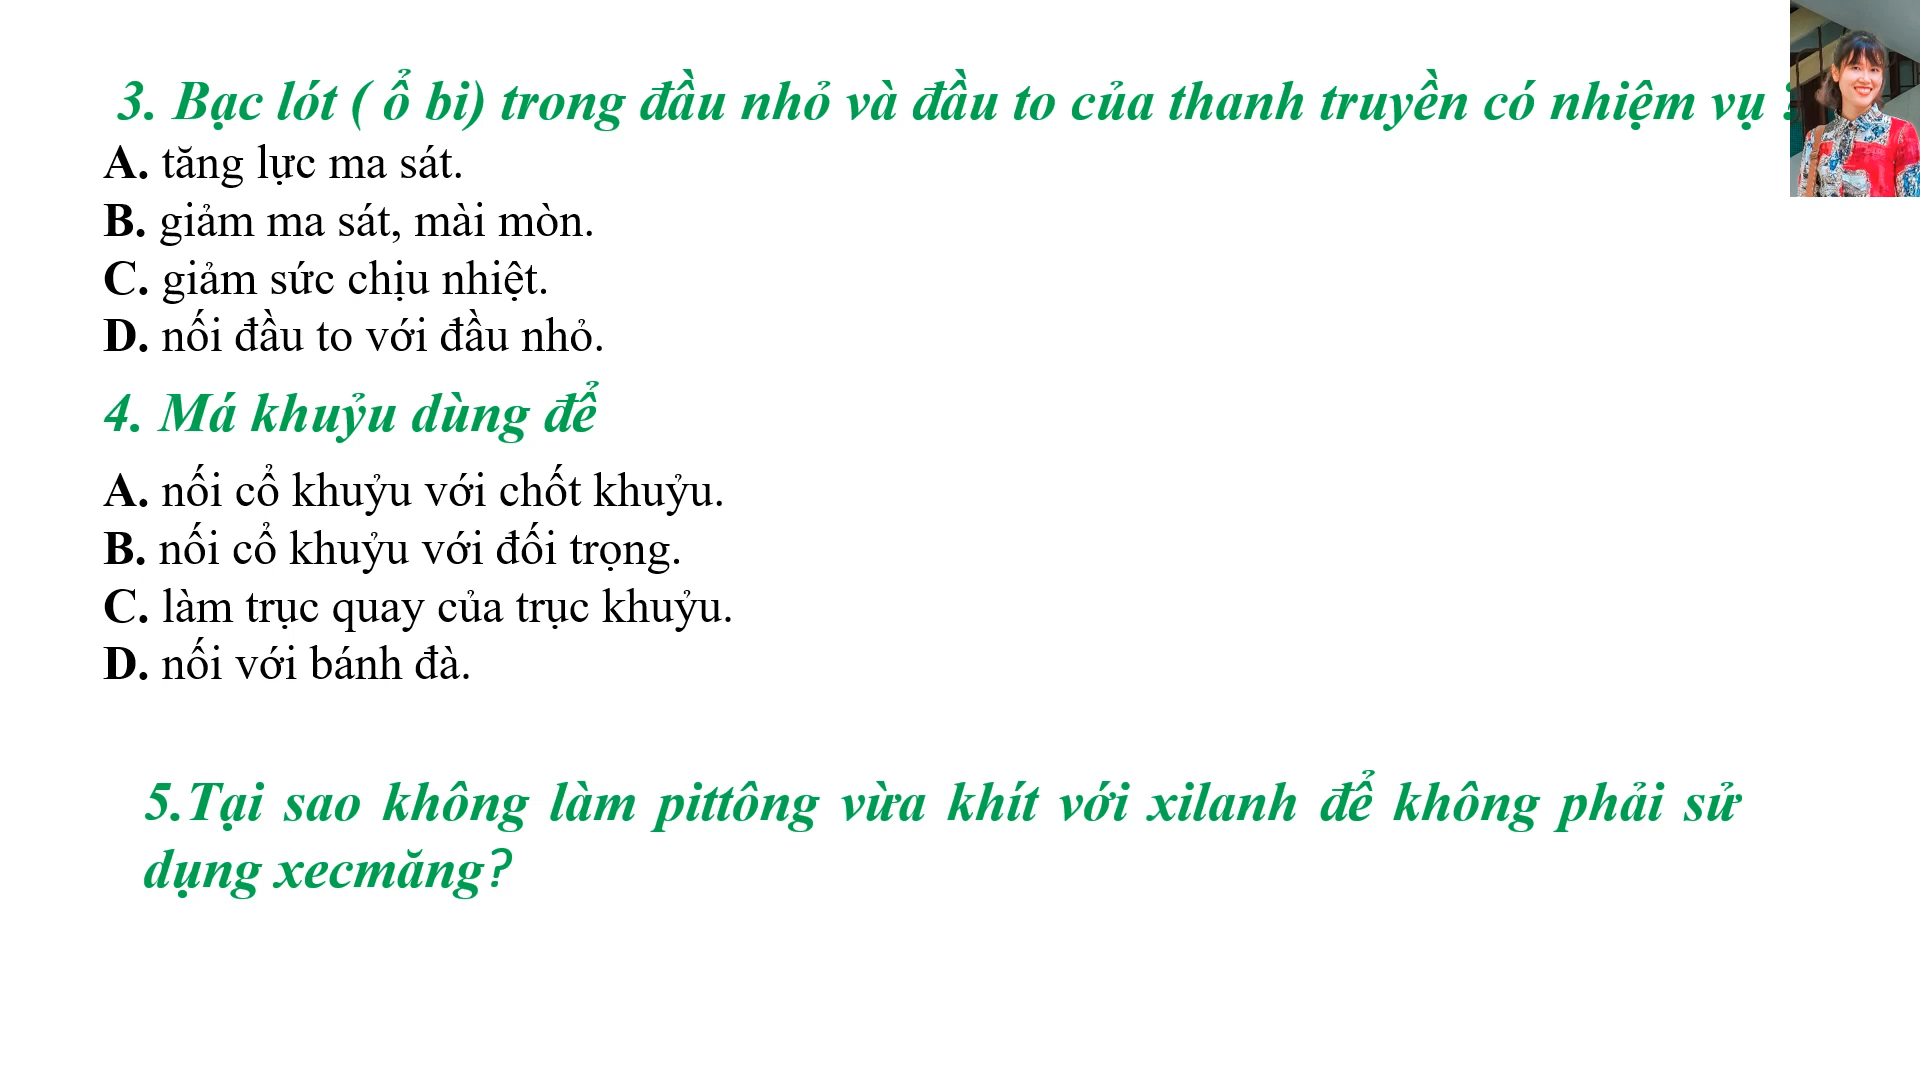 3. Bạc lót ( ổ bi) trong đầu nhỏ và đầu to của thanh truyền có nhiệm vụ ?
A. tăng lực ma sát.
B. giảm ma sát, mài mòn.
C. giảm sức chịu nhiệt.
D. nối đầu to với đầu nhỏ.
4. Má khuỷu dùng để
A. nối cổ khuỷu với chốt khuỷu.
B. nối cổ khuỷu với đối trọng.
C. làm trục quay của trục khuỷu.
D. nối với bánh đà.
5.Tại sao không làm pittông vừa khít với xilanh để không phải sử
dụng xecmăng?